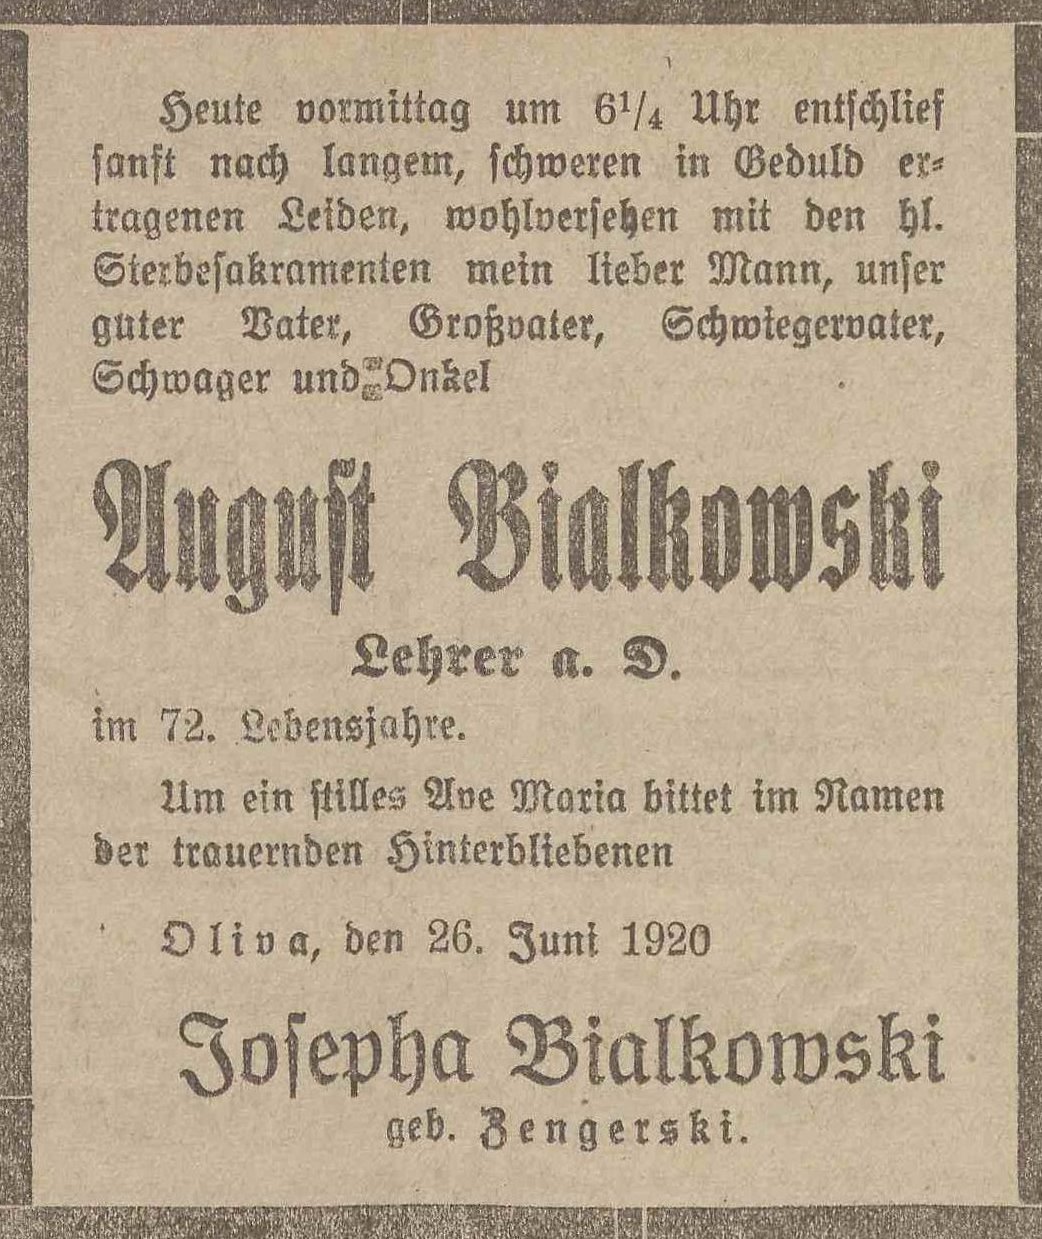 Heute vormittag um 6¼ Uhr entschlief
sanft nach langem, schweren in Geduld er-
tragenen Leiden, wohlversehen mit den hl.
Sterbesakramenten mein lieber Mann, unser
guter Vater, Großvater, Schwiegervater,
Schwager und Onkel
August Bialkowski
Lehrer a. D.
im 72. Lebensjahre.
Um ein stilles Ave Maria bittet im Namen
der trauernden Hinterbliebenen
Oliva, den 26. Juni 1920
Josepha Bialkowski
geb. Zengerski.